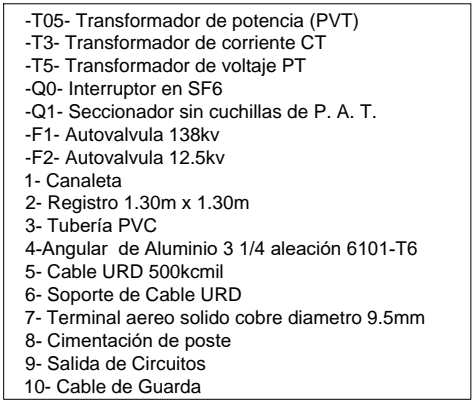 -T05- Transformador de potencia (PVT)
-T3- Transformador de corriente CT
-T5- Transformador de voltaje PT
-Q0- Interruptor en SF6
-Q1- Seccionador sin cuchillas de P. A. T.
-F1- Autovalvula 138kv
-F2- Autovalvula 12.5kv
1- Canaleta
2- Registro 1.30m x 1.30m
3- Tubería PVC
4-Angular de Aluminio 3 1/4 aleación 6101-T6
5- Cable URD 500kcmil
6- Soporte de Cable URD
7- Terminal aereo solido cobre diametro 9.5mm
8- Cimentación de poste
9- Salida de Circuitos
10- Cable de Guarda